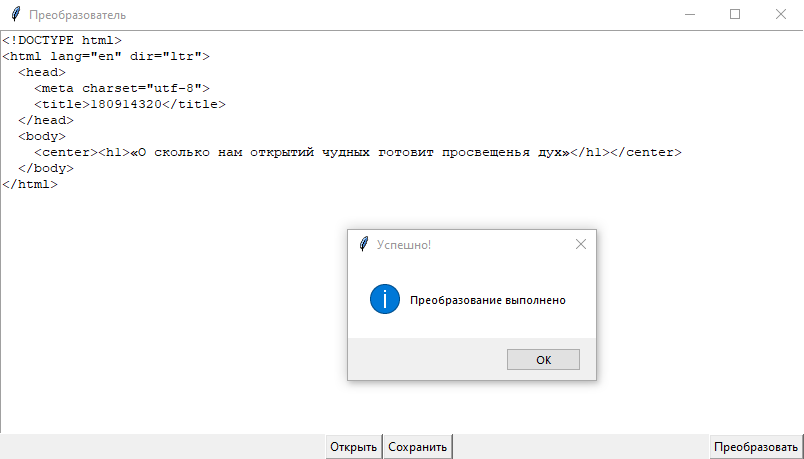 Преобразователь
<!DOCTYPE html>
<html lang="en" dir="ltr">
  <head>
    <meta charset="utf-8">
    <title>180914320</title>
  </head>
  <body>
    <center><h1>«О сколько нам открытий чудных готовит просвещенья дух»</h1></center>
  </body>
</html>
Успешно!
Преобразование выполнено
OK
Открыть Сохранить Преобразовать